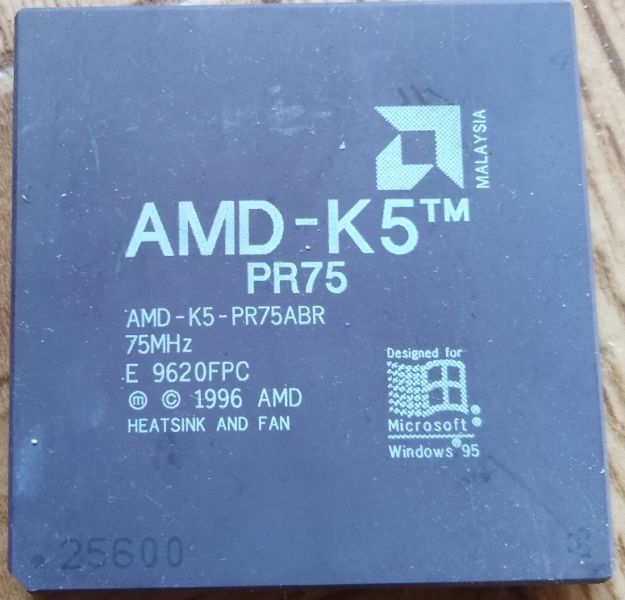 MALAYSIA
AMD-K5™
PR75
AMD-K5-PR75ABR
75MHz
E 9620FPC
ⓜ © 1996 AMD
HEATSINK AND FAN
Designed for
Microsoft®
Windows®95
25600